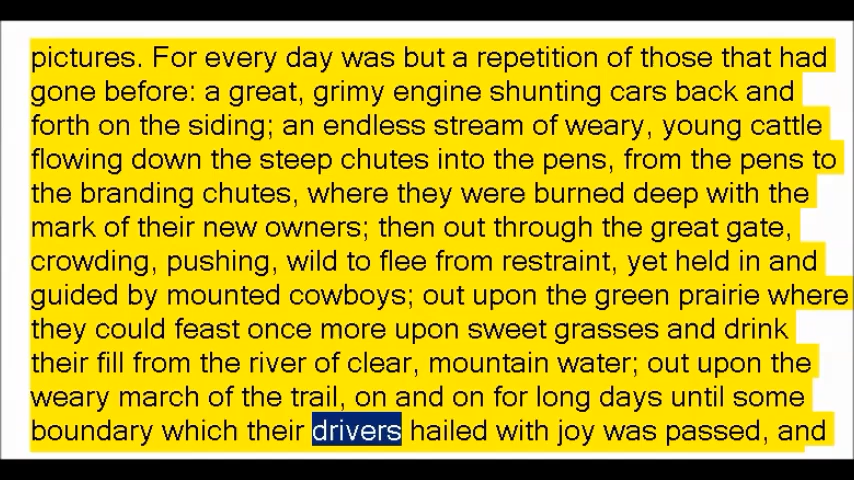 pictures. For every day was but a repetition of those that had
gone before: a great, grimy engine shunting cars back and
forth on the siding; an endless stream of weary, young cattle
flowing down the steep chutes into the pens, from the pens to
the branding chutes, where they were burned deep with the
mark of their new owners; then out through the great gate,
crowding, pushing, wild to flee from restraint, yet held in and
guided by mounted cowboys; out upon the green prairie where
they could feast once more upon sweet grasses and drink
their fill from the river of clear, mountain water; out upon the
weary march of the trail, on and on for long days until some
boundary which their drivers hailed with joy was passed, and